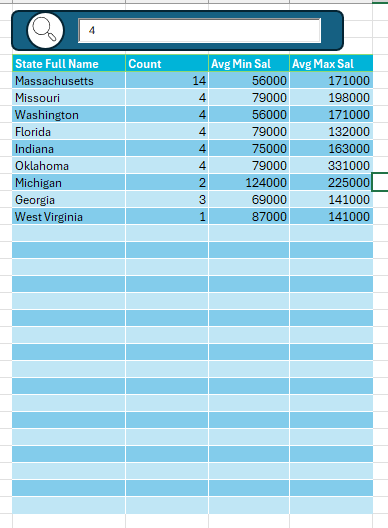 4
State Full Name Count Avg Min Sal Avg Max Sal
Massachusetts 14 56000 171000
Missouri 4 79000 198000
Washington 4 56000 171000
Florida 4 79000 132000
Indiana 4 75000 163000
Oklahoma 4 79000 331000
Michigan 2 124000 225000
Georgia 3 69000 141000
West Virginia 1 87000 141000